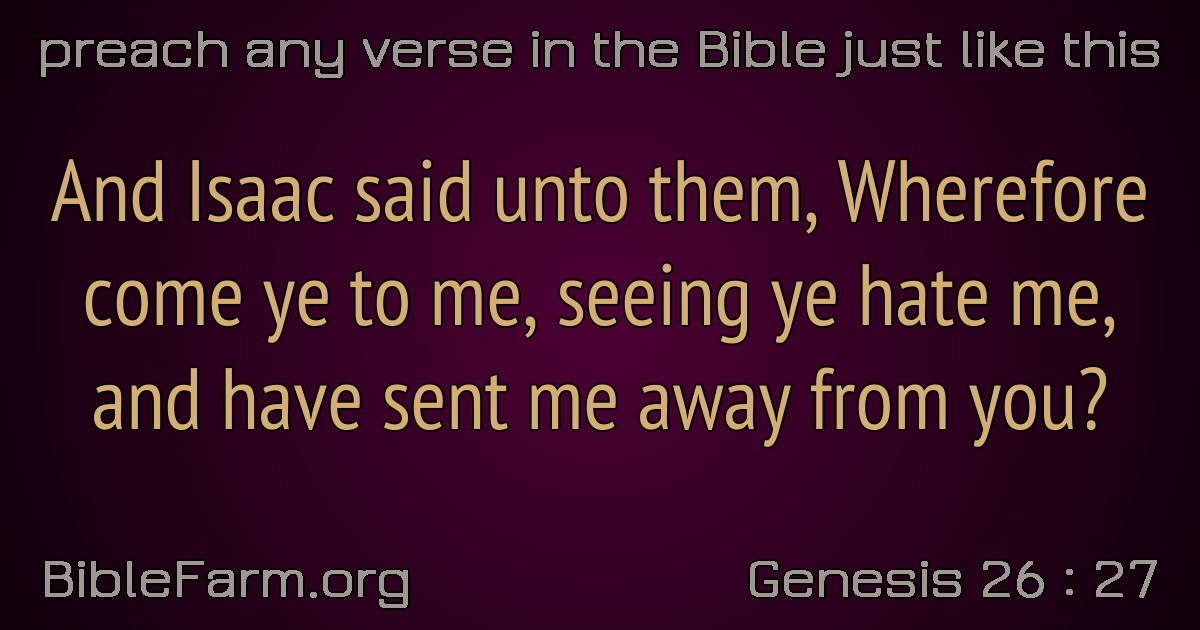 preach any verse in the Bible just like this
And Isaac said unto them, Wherefore
come ye to me, seeing ye hate me,
and have sent me away from you?
BibleFarm.org
Genesis 26 : 27